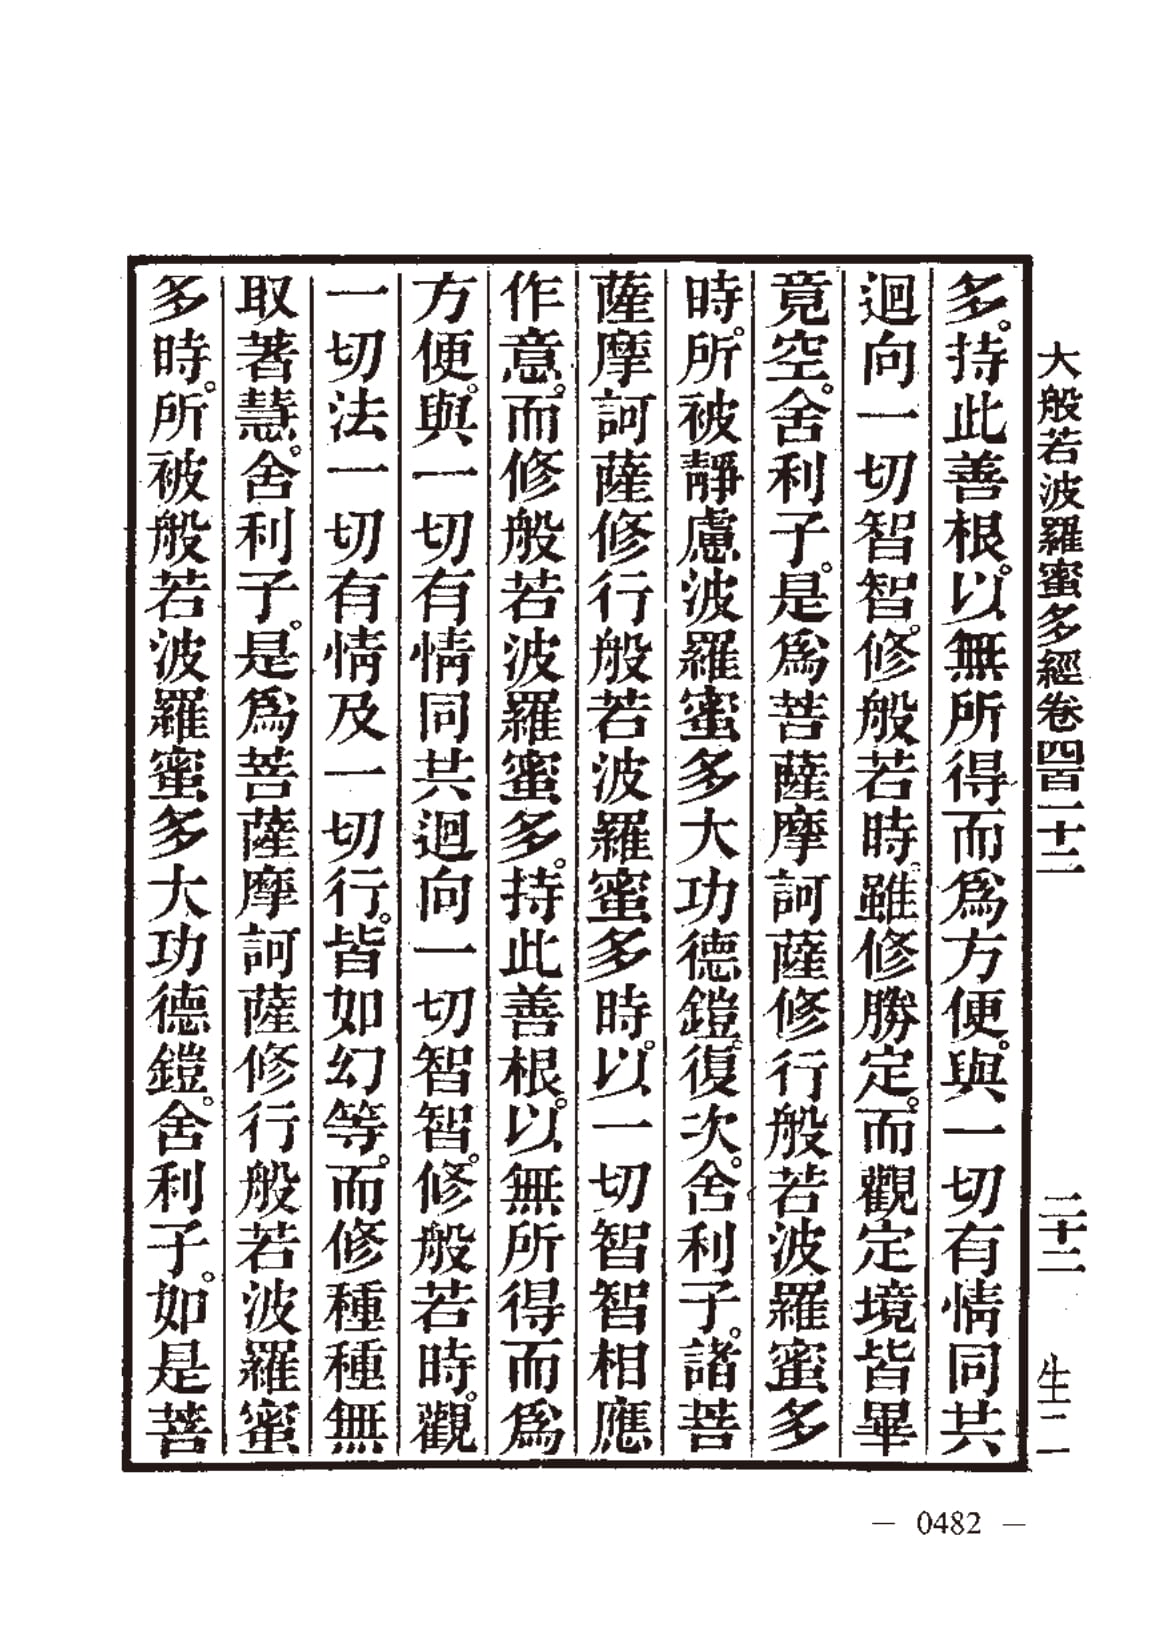 大般若波羅蜜多經卷四百一十二 二十二 生二
多。持此善根。以無所得而爲方便。與一切有情同共
迴向一切智智。修般若時。雖修勝定。而觀定境皆畢
竟空。舍利子。是爲菩薩摩訶薩修行般若波羅蜜多
時。所被靜慮波羅蜜多大功德鎧。復次。舍利子。諸菩
薩摩訶薩修行般若波羅蜜多時。以一切智智相應
作意。而修般若波羅蜜多。持此善根。以無所得而爲
方便。與一切有情同共迴向一切智智。修般若時。觀
一切法一切有情及一切行。皆如幻等。而修種種無
取著慧。舍利子。是爲菩薩摩訶薩修行般若波羅蜜
多時。所被般若波羅蜜多大功德鎧。舍利子。如是菩
— 0482 —